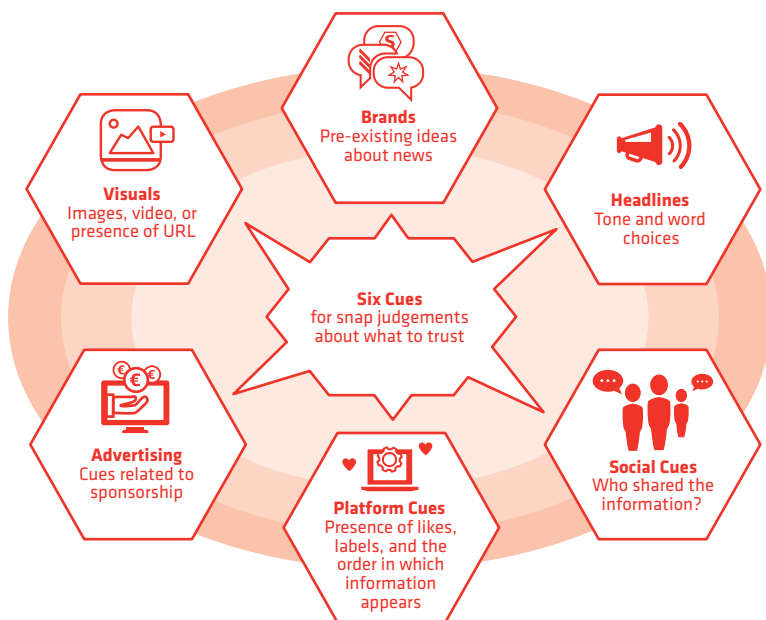 Brands
Pre-existing ideas
about news
Visuals
Images, video, or
presence of URL
Headlines
Tone and word
choices
Six Cues
for snap judgements
about what to trust
Advertising
Cues related to
sponsorship
Social Cues
Who shared the
information?
Platform Cues
Presence of likes,
labels, and the
order in which
information
appears